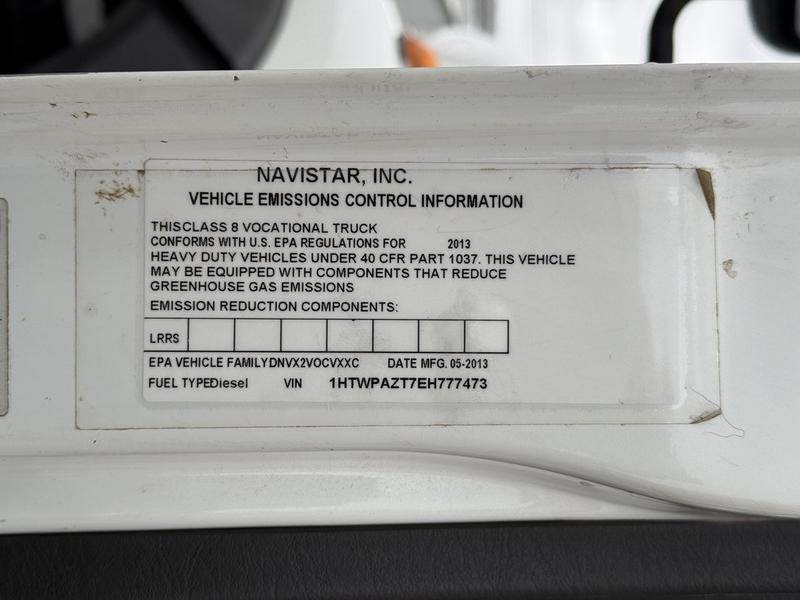 NAVISTAR, INC.
VEHICLE EMISSIONS CONTROL INFORMATION
THISCLASS 8 VOCATIONAL TRUCK
CONFORMS WITH U.S. EPA REGULATIONS FOR 2013
HEAVY DUTY VEHICLES UNDER 40 CFR PART 1037. THIS VEHICLE
MAY BE EQUIPPED WITH COMPONENTS THAT REDUCE
GREENHOUSE GAS EMISSIONS
EMISSION REDUCTION COMPONENTS:
LRRS
EPA VEHICLE FAMILYDNVX2VOCVXXC DATE MFG. 05-2013
FUEL TYPEDiesel VIN 1HTWPAZT7EH777473